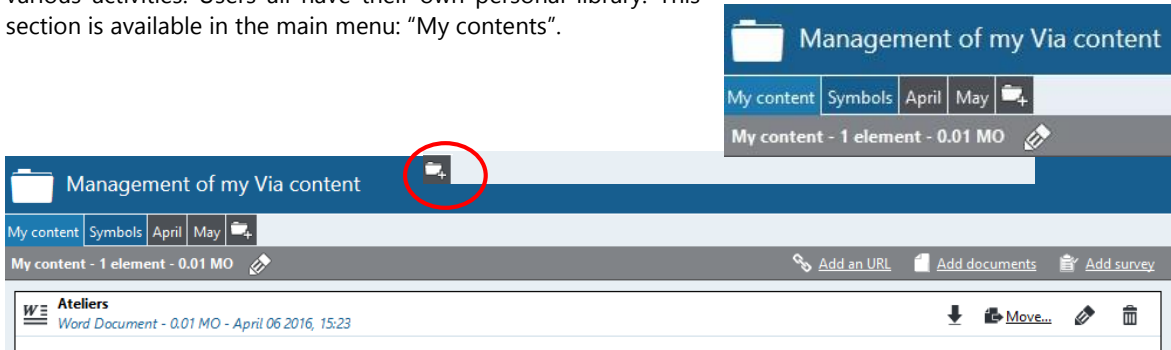 various activities. Users all have their own personal library. This
section is available in the main menu: “My contents”.
Management of my Via content
My content Symbols April May
My content - 1 element - 0.01 MO
Management of my Via content
My content Symbols April May
My content - 1 element - 0.01 MO Add an URL Add documents Add survey
Ateliers
Word Document - 0.01 MO - April 06 2016, 15:23
Move...